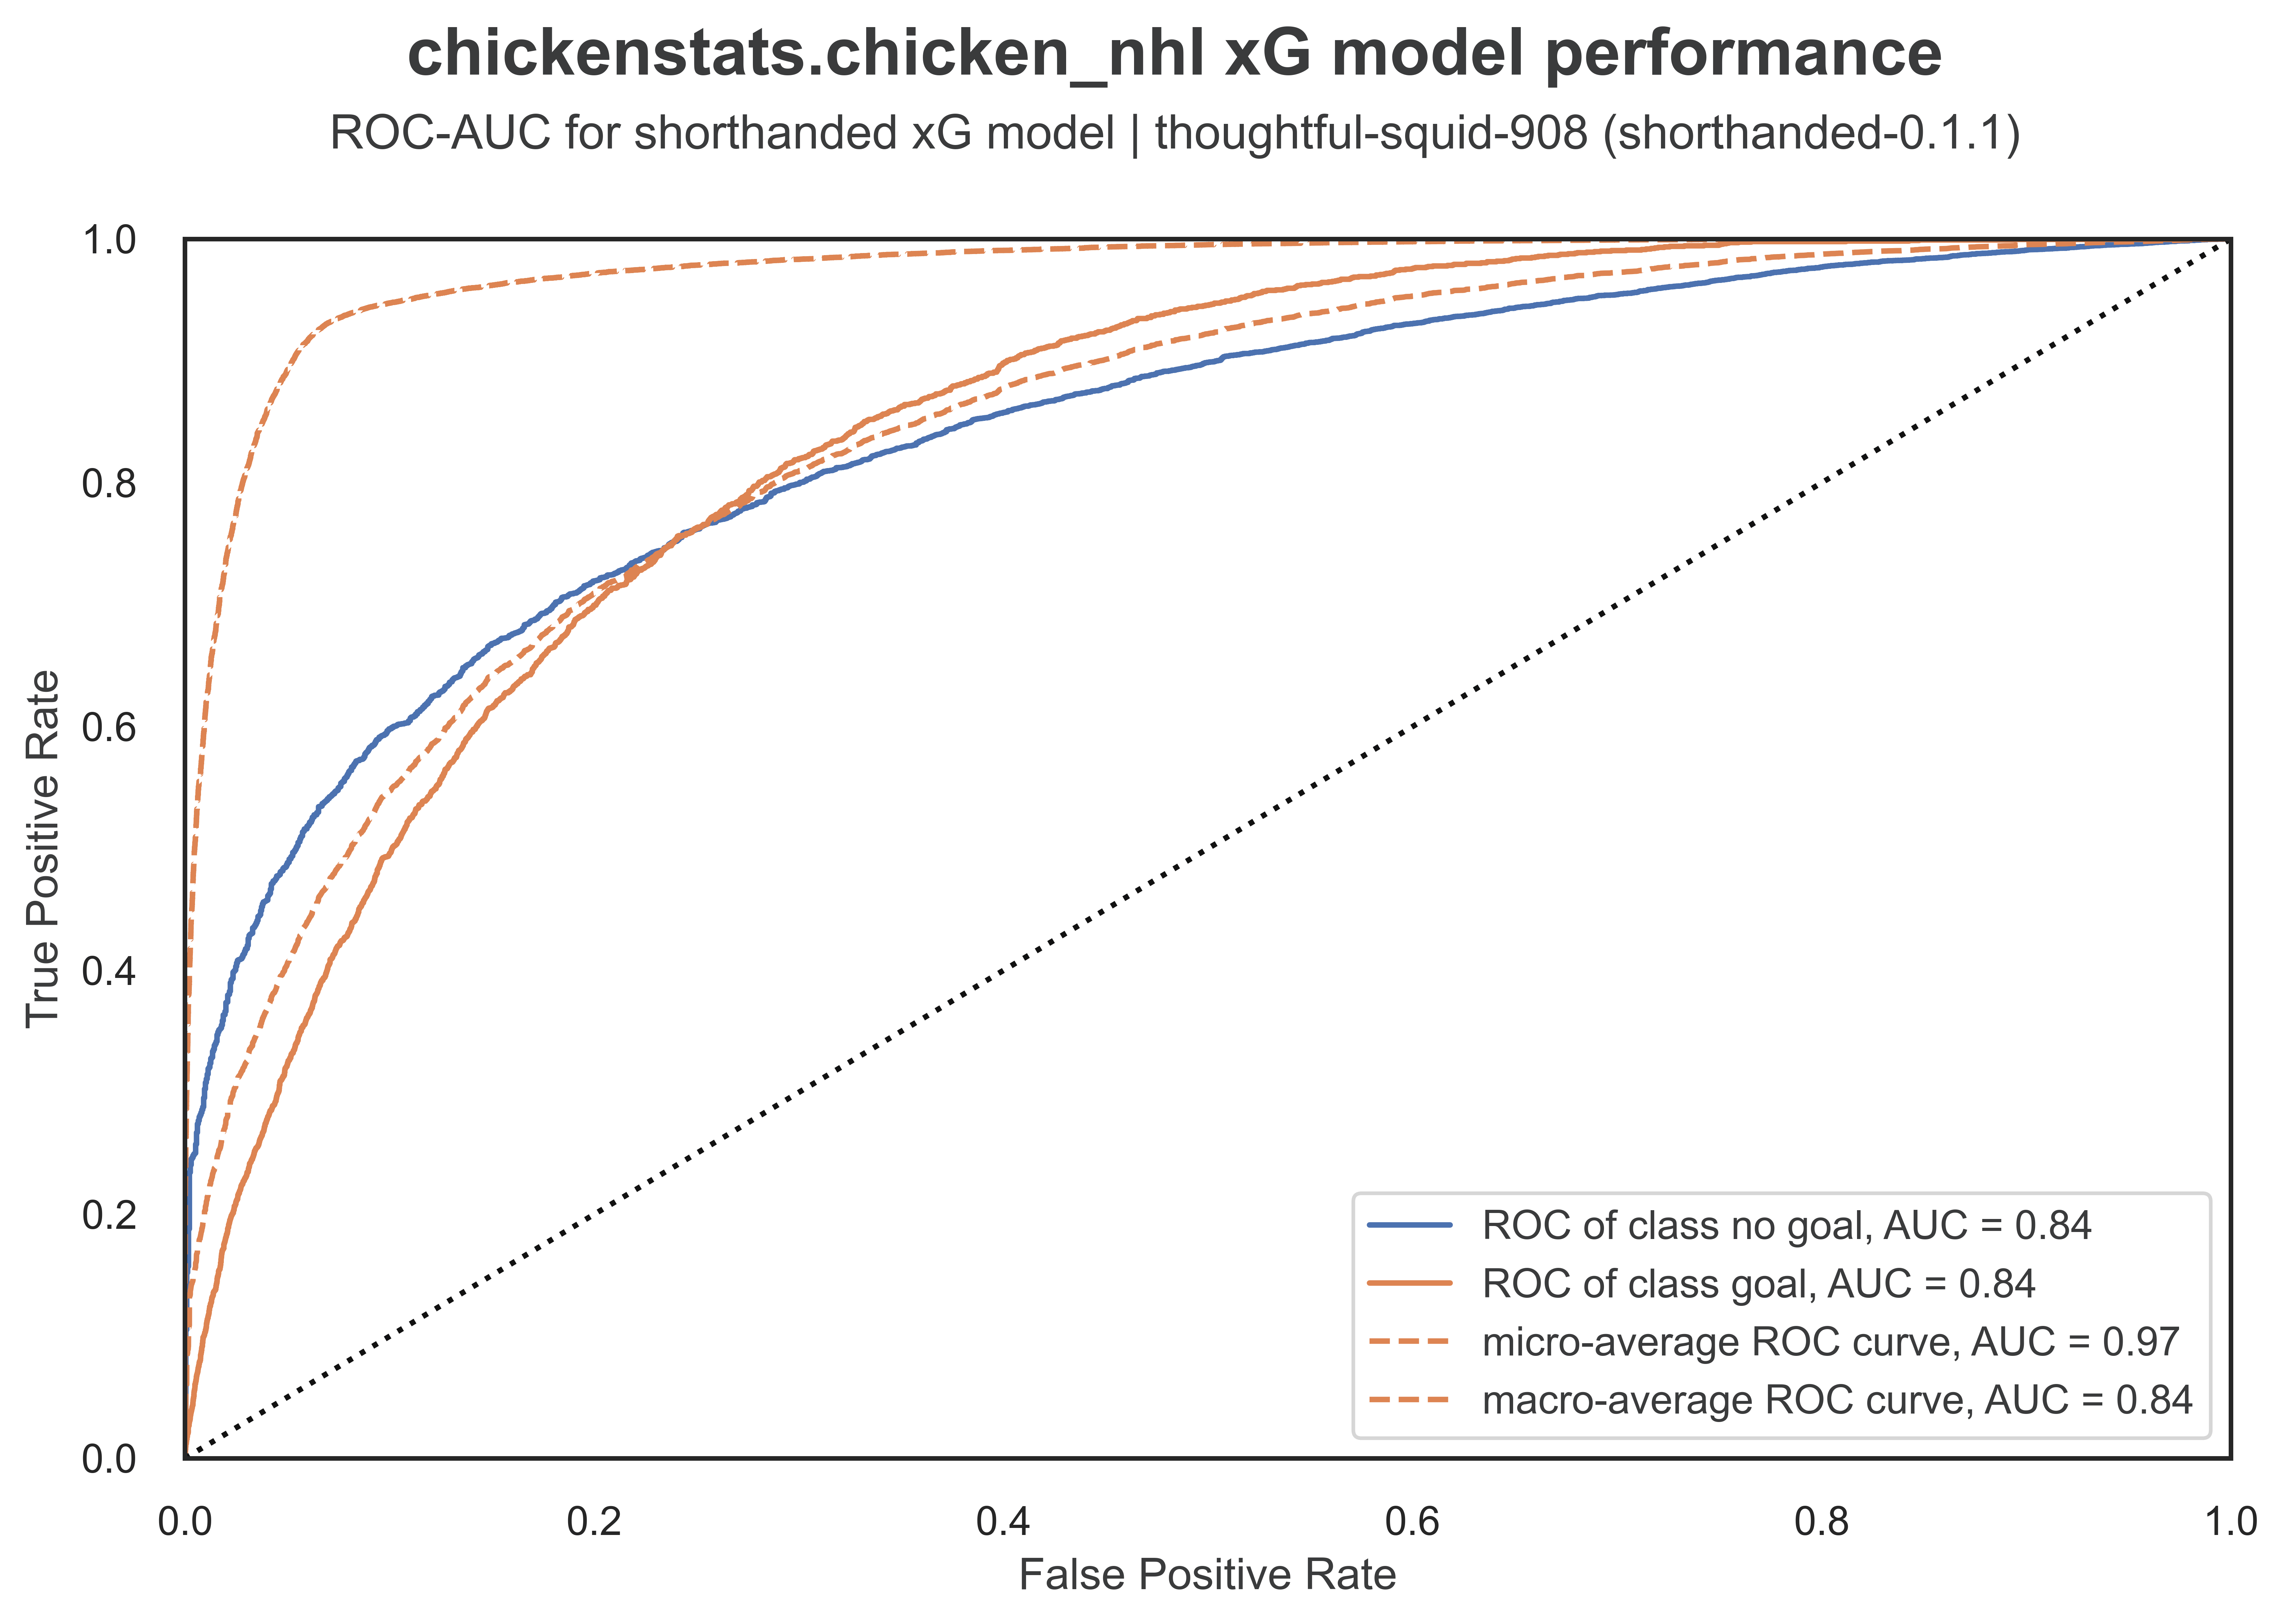 chickenstats.chicken_nhl xG model performance
ROC-AUC for shorthanded xG model | thoughtful-squid-908 (shorthanded-0.1.1)
1.0
0.8
0.6
0.4
0.2
0.0
True Positive Rate
ROC of class no goal, AUC = 0.84
ROC of class goal, AUC = 0.84
micro-average ROC curve, AUC = 0.97
macro-average ROC curve, AUC = 0.84
0.0 0.2 0.4 0.6 0.8 1.0
False Positive Rate